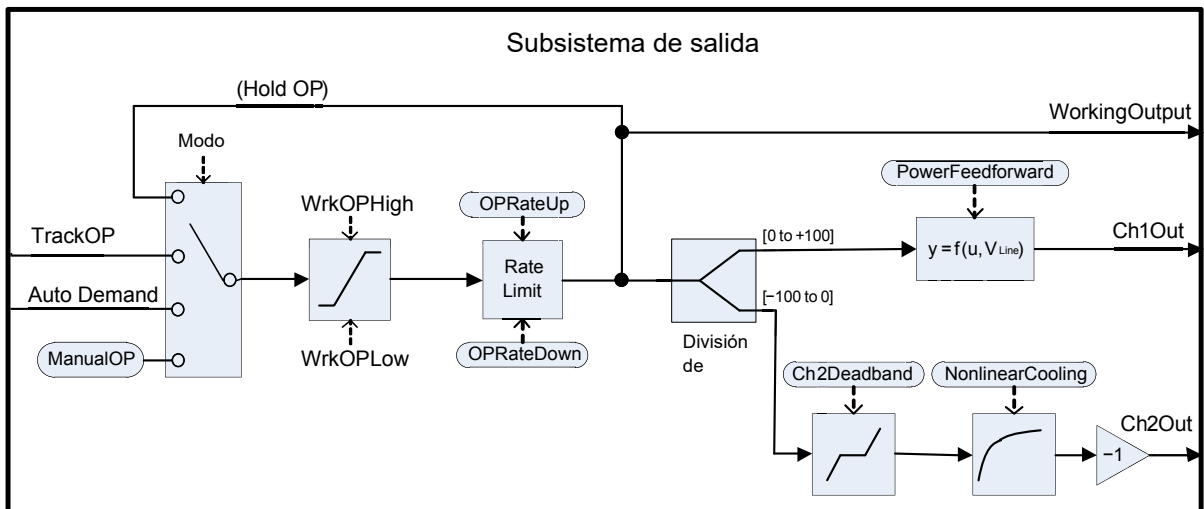 Subsistema de salida
(Hold OP)
WorkingOutput
Modo
PowerFeedforward
WrkOPHigh
OPRateUp
TrackOP
[0 to +100]
y = f(u, VLine)
Ch1Out
Rate
Limit
Auto Demand
[−100 to 0]
WrkOPLow
OPRateDown
ManualOP
División
de
Ch2Deadband
NonlinearCooling
Ch2Out
−1